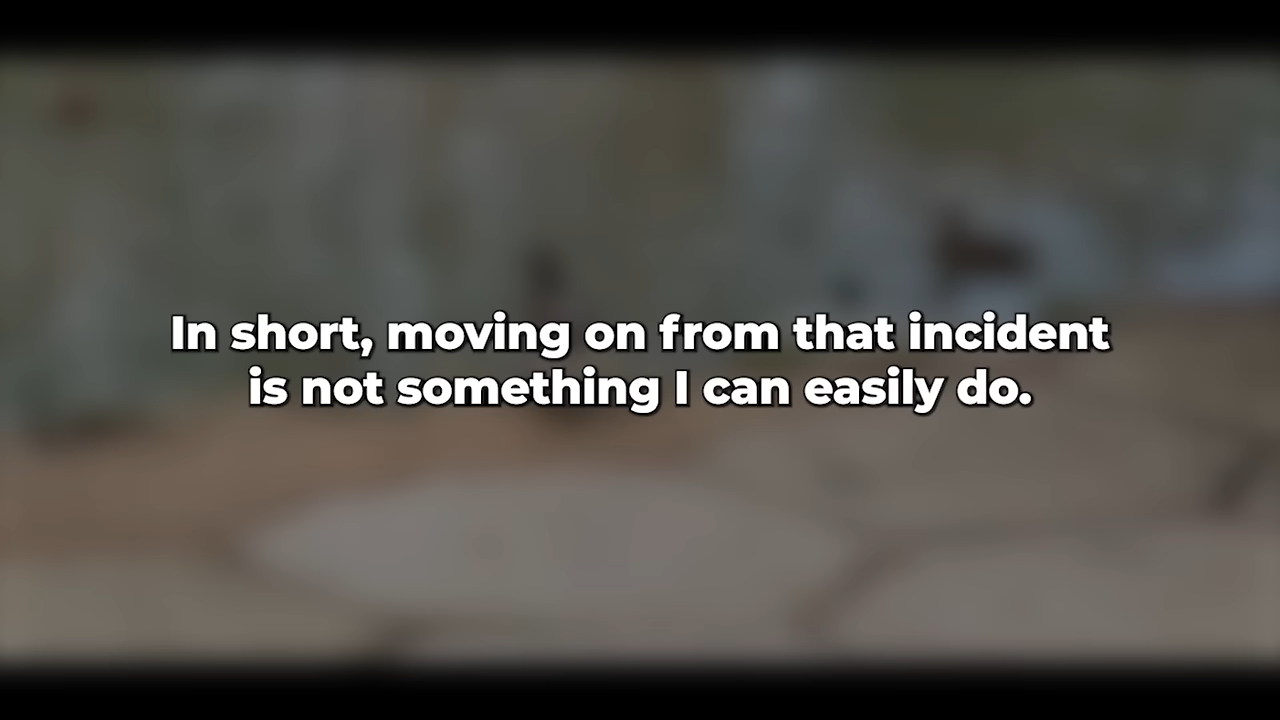 In short, moving on from that incident
is not something I can easily do.